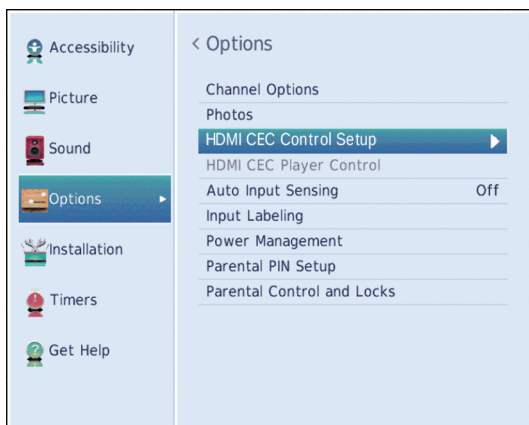 Accessibility
Picture
Sound
Options
Installation
Timers
Get Help
< Options
Channel Options
Photos
HDMI CEC Control Setup
HDMI CEC Player Control
Auto Input Sensing Off
Input Labeling
Power Management
Parental PIN Setup
Parental Control and Locks